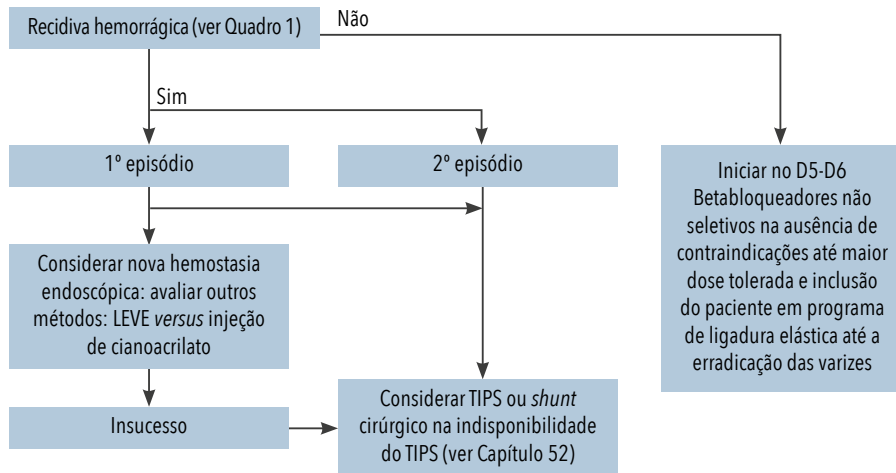 Recidiva hemorrágica (ver Quadro 1)
Não
Sim
1º episódio
2º episódio
Iniciar no D5-D6
Betabloqueadores não
seletivos na ausência de
contraindicações até maior
dose tolerada e inclusão
do paciente em programa
de ligadura elástica até a
erradicação das varizes
Considerar nova hemostasia
endoscópica: avaliar outros
métodos: LEVE versus injeção
de cianoacrilato
Insucesso
Considerar TIPS ou shunt
cirúrgico na indisponibilidade
do TIPS (ver Capítulo 52)